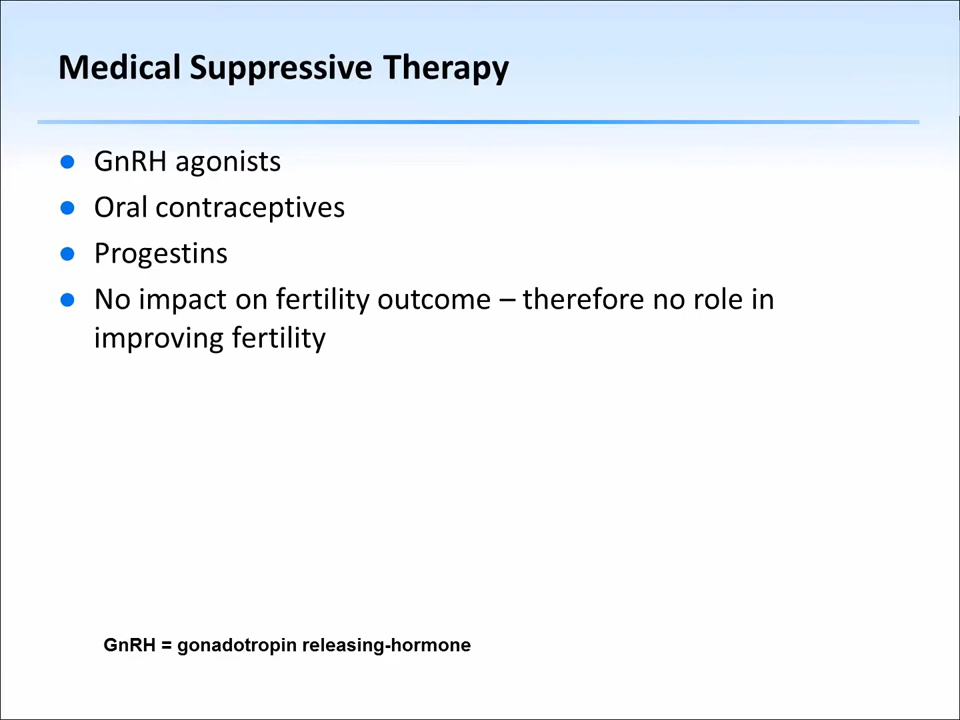 Medical Suppressive Therapy
● GnRH agonists
● Oral contraceptives
● Progestins
● No impact on fertility outcome – therefore no role in
improving fertility
GnRH = gonadotropin releasing-hormone